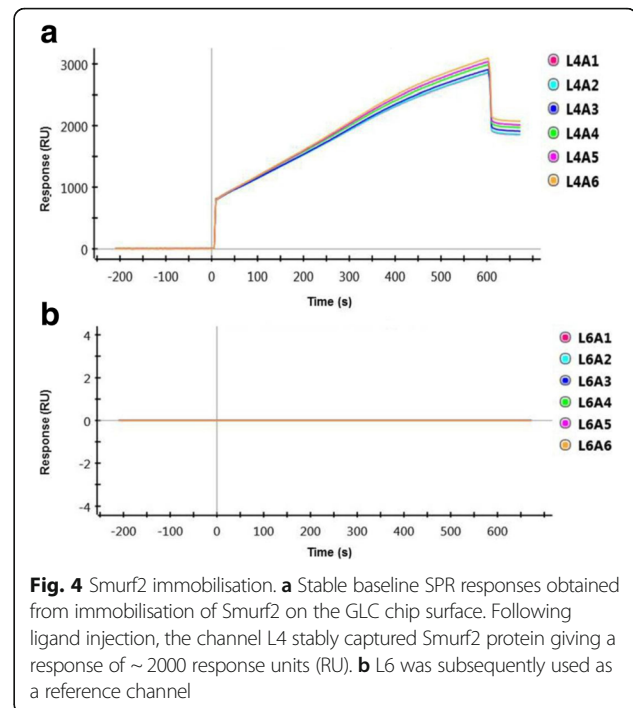 a
3000
2000
1000
0
Response (RU)
-200 -100 0 100 200 300 400 500 600
Time (s)
L4A1
L4A2
L4A3
L4A4
L4A5
L4A6
b
4
2
0
-2
-4
Response (RU)
-200 -100 0 100 200 300 400 500 600
Time (s)
L6A1
L6A2
L6A3
L6A4
L6A5
L6A6
Fig. 4 Smurf2 immobilisation. a Stable baseline SPR responses obtained
from immobilisation of Smurf2 on the GLC chip surface. Following
ligand injection, the channel L4 stably captured Smurf2 protein giving a
response of ~ 2000 response units (RU). b L6 was subsequently used as
a reference channel